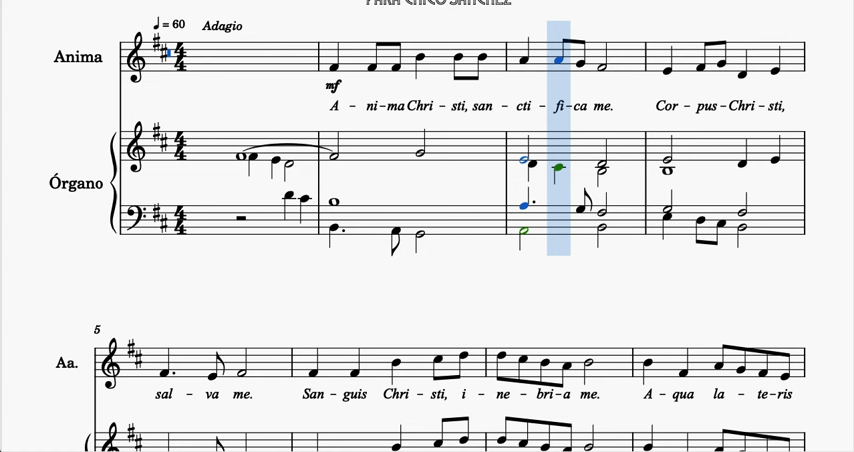 PARA CHICO SANCHEZ
♩ = 60 Adagio
Anima
mf
A - ni-ma Chri - sti, san - cti - fi-ca me. Cor - pus-Chri - sti,
Órgano
5
Aa.
sal - va me. San - guis Chri - sti, i - ne - bri - a me. A - qua la - te-ris